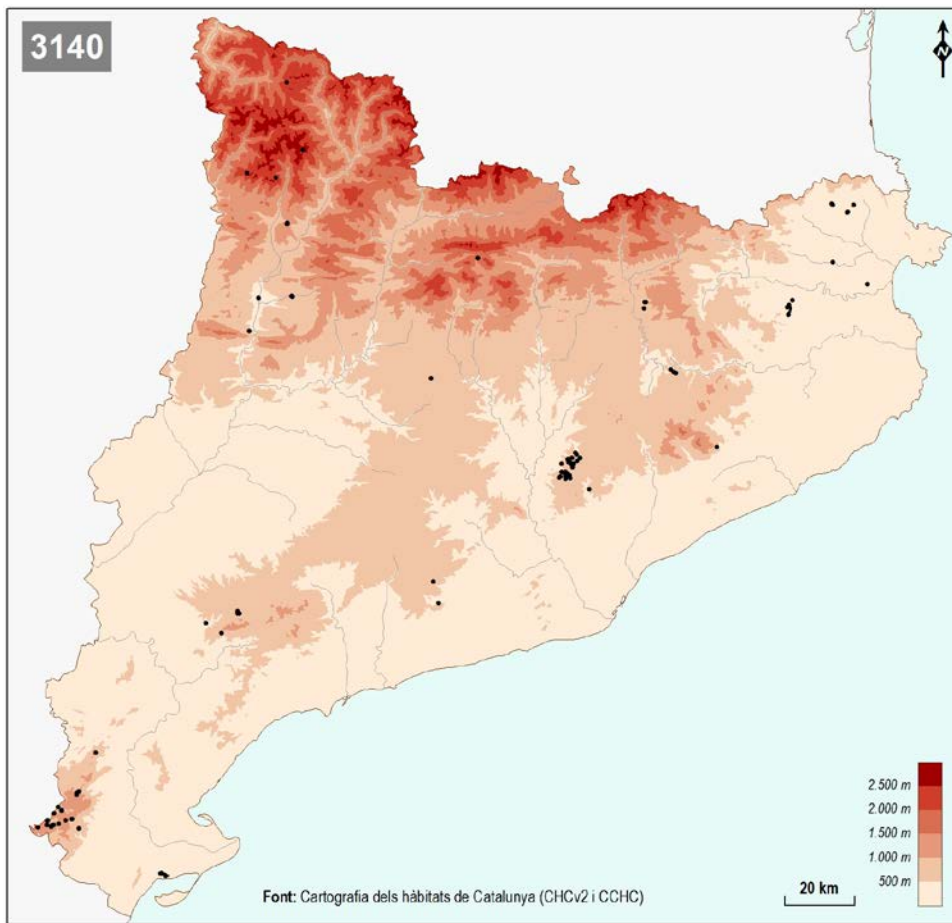 3140
N
2.500 m
2.000 m
1.500 m
1.000 m
500 m
20 km
Font: Cartografia dels hàbitats de Catalunya (CHCv2 i CCHC)